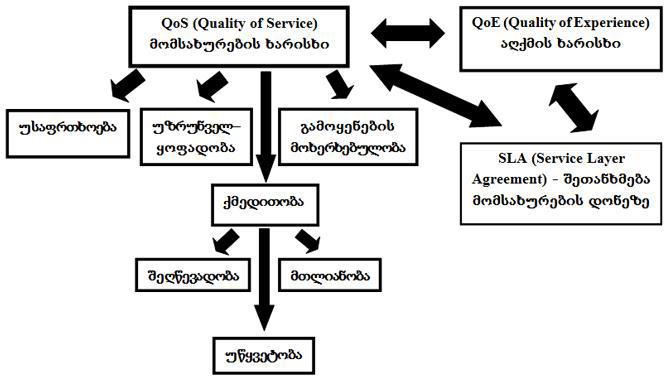 QoS (Quality of Service)
მომსახურების ხარისხი
QoE (Quality of Experience)
აღქმის ხარისხი
უსაფრთხოება
უზრუნველ–
ყოფადობა
გამოყენების
მოხერხებულობა
SLA (Service Layer
Agreement) - შეთანხმება
მომსახურების დონეზე
ქმედითობა
შეღწევადობა
მთლიანობა
უწყვეტობა